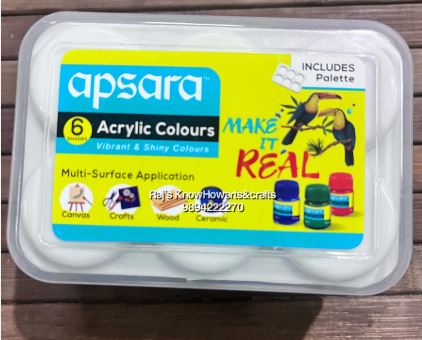 apsara™
INCLUDES
Palette
6
SHADES
Acrylic Colours
Vibrant & Shiny Colours
MAKE
IT
REAL
Multi-Surface Application
Canvas
Crafts
Wood
Ceramic
Raj's KnowHowarts&crafts
9894222270